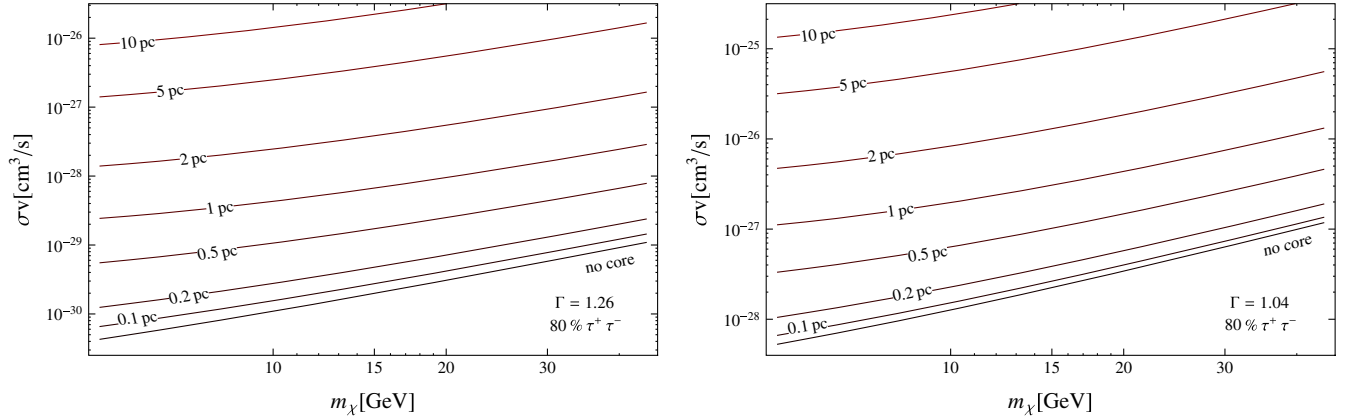 10⁻²⁶
10⁻²⁷
10⁻²⁸
10⁻²⁹
10⁻³⁰
σv[cm³/s]
10 pc
5 pc
2 pc
1 pc
0.5 pc
0.2 pc
0.1 pc
no core
Γ = 1.26
80 % τ⁺ τ⁻
10 15 20 30
mχ[GeV]
10⁻²⁵
10⁻²⁶
10⁻²⁷
10⁻²⁸
σv[cm³/s]
10 pc
5 pc
2 pc
1 pc
0.5 pc
0.2 pc
0.1 pc
no core
Γ = 1.04
80 % τ⁺ τ⁻
10 15 20 30
mχ[GeV]